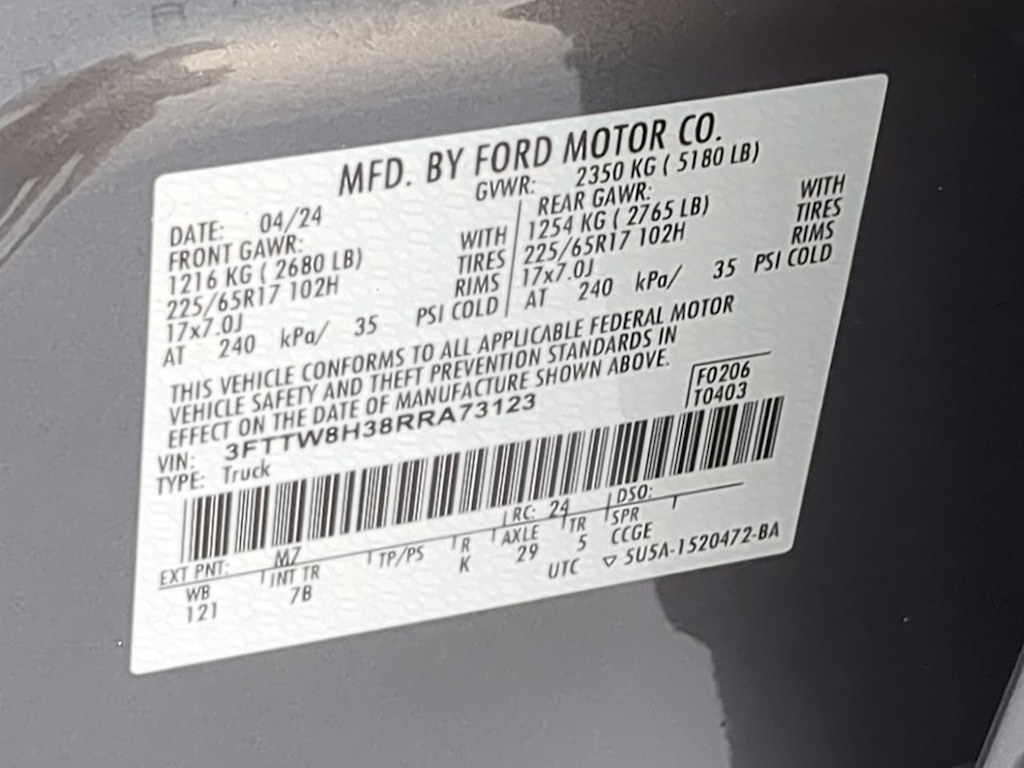 MFD. BY FORD MOTOR CO.
DATE: 04/24 GVWR: 2350 KG ( 5180 LB)
FRONT GAWR: REAR GAWR:
1216 KG ( 2680 LB) WITH 1254 KG ( 2765 LB) WITH
225/65R17 102H TIRES 225/65R17 102H TIRES
17x7.0J RIMS 17x7.0J RIMS
AT 240 kPa/ 35 PSI COLD AT 240 kPa/ 35 PSI COLD
THIS VEHICLE CONFORMS TO ALL APPLICABLE FEDERAL MOTOR
VEHICLE SAFETY AND THEFT PREVENTION STANDARDS IN
EFFECT ON THE DATE OF MANUFACTURE SHOWN ABOVE.
VIN: 3FTTW8H38RRA73123 F0206
TYPE: Truck T0403
EXT PNT: M7 RC: 24 DSO:
WB INT TR TP/PS R AXLE TR SPR
121 7B K 29 5 CCGE
UTC ▽ 5U5A-1520472-BA